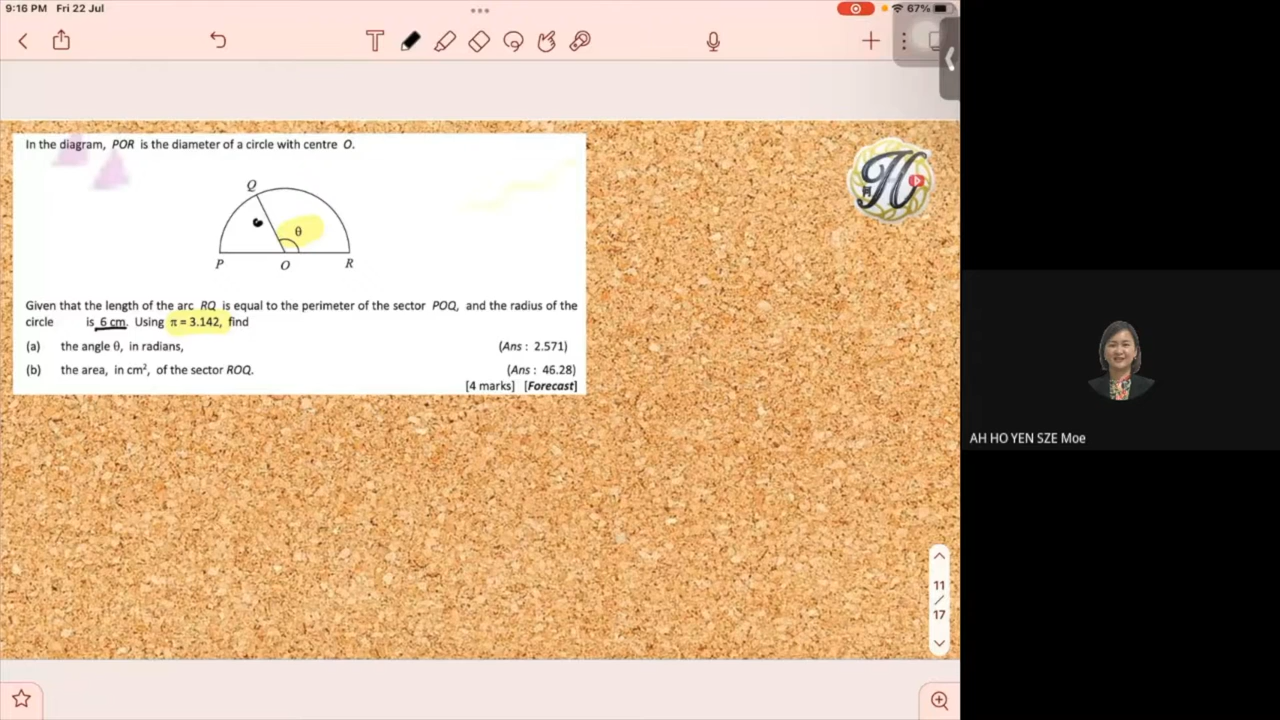 9:16 PM Fri 22 Jul
67%
T
In the diagram, POR is the diameter of a circle with centre O.
Q
6
θ
P
O
R
Given that the length of the arc RQ is equal to the perimeter of the sector POQ, and the radius of the
circle is 6 cm. Using π = 3.142, find
(a) the angle θ, in radians, (Ans : 2.571)
(b) the area, in cm², of the sector ROQ. (Ans : 46.28)
[4 marks] [Forecast]
11
/
17
AH HO YEN SZE Moe